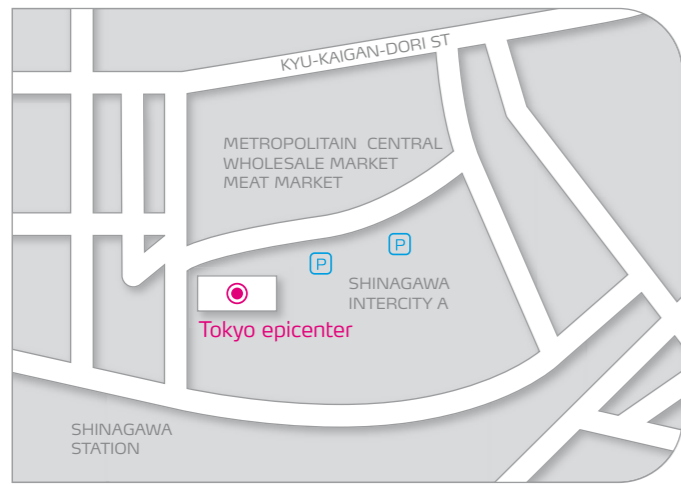 KYU-KAIGAN-DORI ST
METROPOLITAIN CENTRAL
WHOLESALE MARKET
MEAT MARKET
P
P
SHINAGAWA
INTERCITY A
Tokyo epicenter
SHINAGAWA
STATION